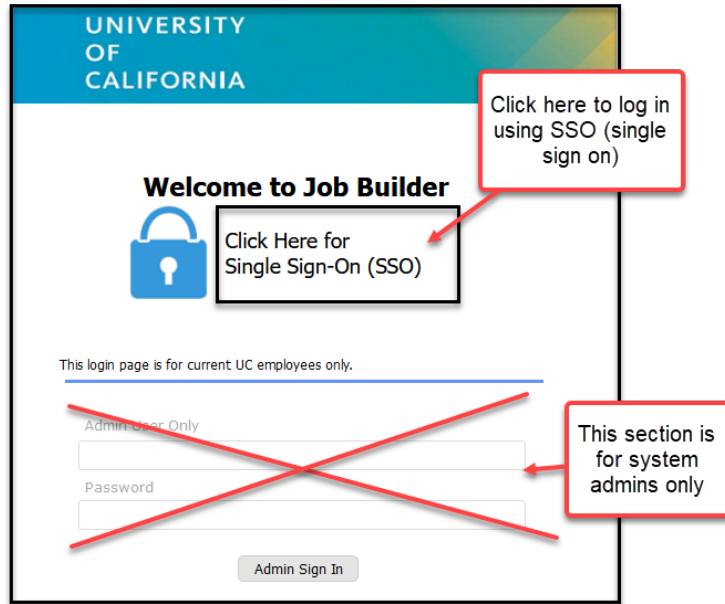 UNIVERSITY
OF
CALIFORNIA
Click here to log in
using SSO (single
sign on)
Welcome to Job Builder
Click Here for
Single Sign-On (SSO)
This login page is for current UC employees only.
Admin User Only
This section is
for system
admins only
Password
Admin Sign In